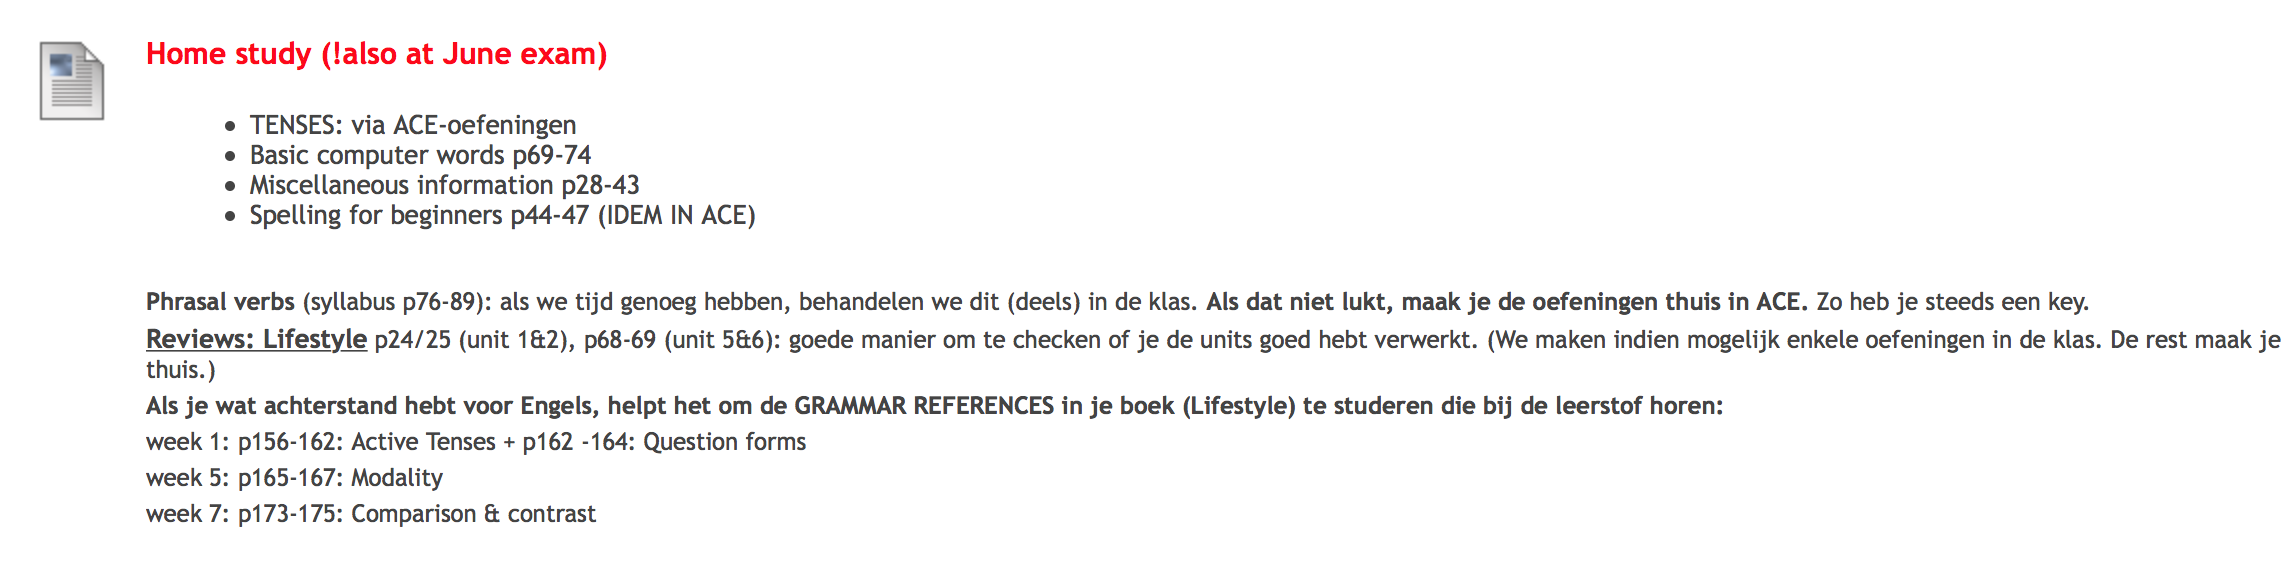 Home study (!also at June exam)
• TENSES: via ACE-oefeningen
• Basic computer words p69-74
• Miscellaneous information p28-43
• Spelling for beginners p44-47 (IDEM IN ACE)
Phrasal verbs (syllabus p76-89): als we tijd genoeg hebben, behandelen we dit (deels) in de klas. Als dat niet lukt, maak je de oefeningen thuis in ACE. Zo heb je steeds een key.
Reviews: Lifestyle p24/25 (unit 1&2), p68-69 (unit 5&6): goede manier om te checken of je de units goed hebt verwerkt. (We maken indien mogelijk enkele oefeningen in de klas. De rest maak je
thuis.)
Als je wat achterstand hebt voor Engels, helpt het om de GRAMMAR REFERENCES in je boek (Lifestyle) te studeren die bij de leerstof horen:
week 1: p156-162: Active Tenses + p162 -164: Question forms
week 5: p165-167: Modality
week 7: p173-175: Comparison & contrast